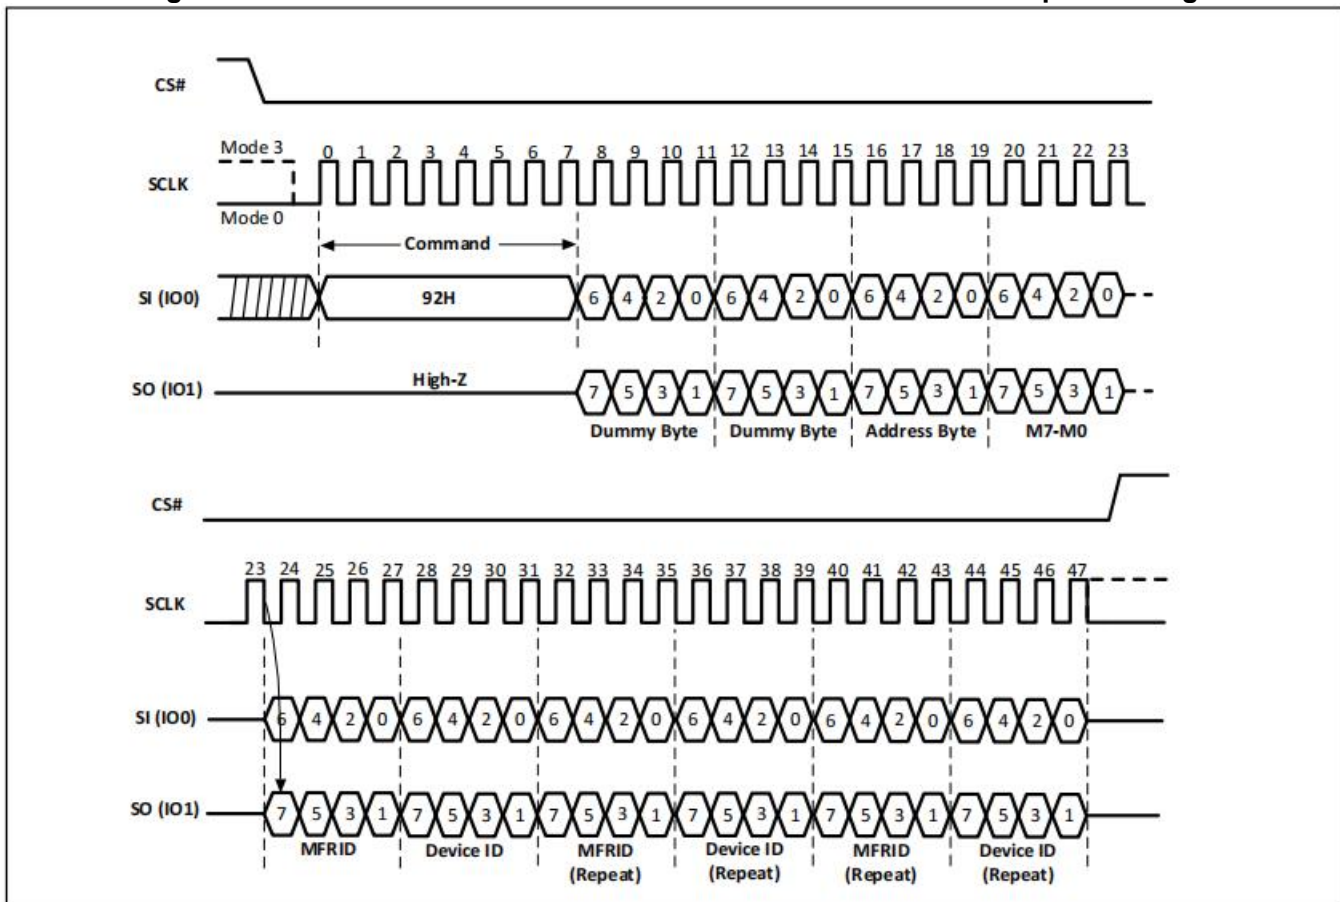 CS#
Mode 3
0 1 2 3 4 5 6 7 8 9 10 11 12 13 14 15 16 17 18 19 20 21 22 23
SCLK
Mode 0
Command
SI (IO0) 92H 6 4 2 0 6 4 2 0 6 4 2 0 6 4 2 0
High-Z
SO (IO1) 7 5 3 1 7 5 3 1 7 5 3 1 7 5 3 1
Dummy Byte Dummy Byte Address Byte M7-M0
CS#
23 24 25 26 27 28 29 30 31 32 33 34 35 36 37 38 39 40 41 42 43 44 45 46 47
SCLK
SI (IO0) 6 4 2 0 6 4 2 0 6 4 2 0 6 4 2 0 6 4 2 0 6 4 2 0
SO (IO1) 7 5 3 1 7 5 3 1 7 5 3 1 7 5 3 1 7 5 3 1 7 5 3 1
MFRID Device ID MFRID Device ID MFRID Device ID
(Repeat) (Repeat) (Repeat) (Repeat)